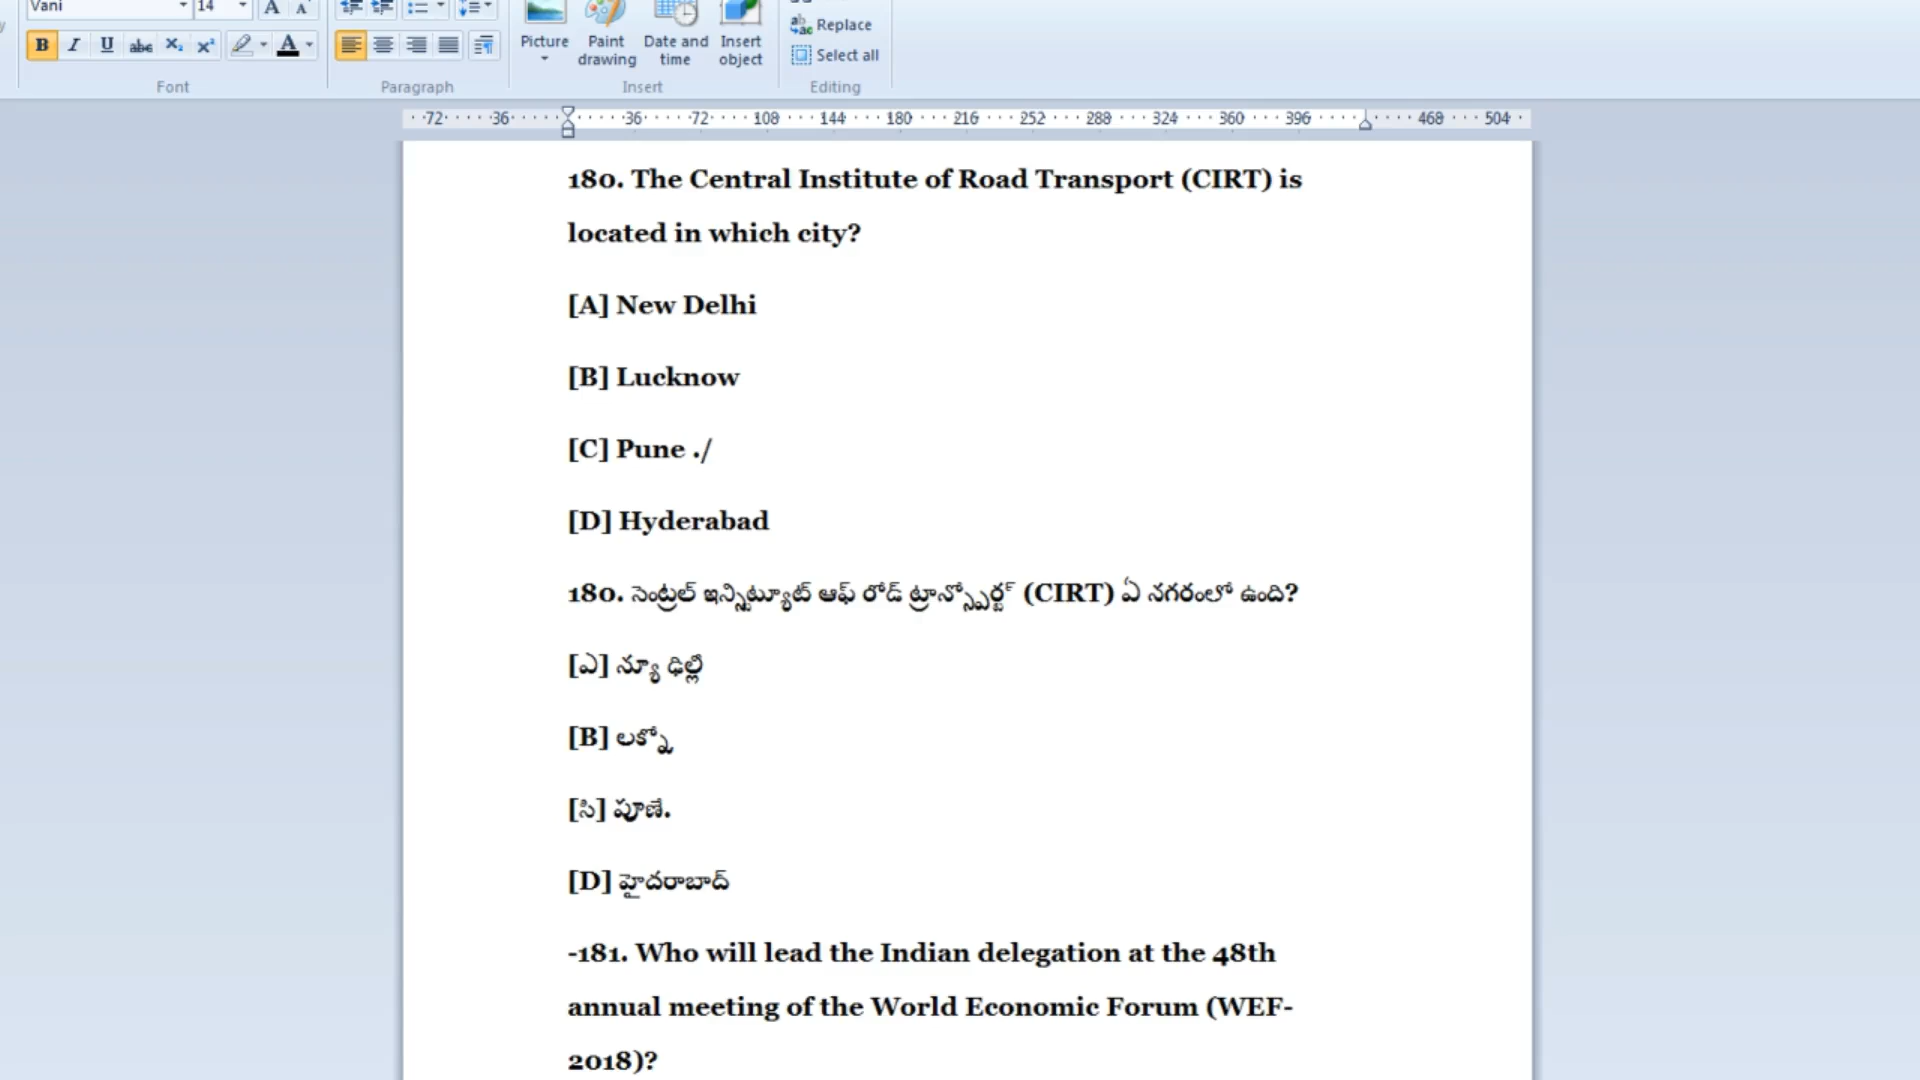 Vani 14 A A
B I U abc X₂ X² A
Picture Paint drawing Date and time Insert object
Replace
Select all
Font Paragraph Insert Editing
72 36 36 72 108 144 180 216 252 288 324 360 396 468 504
180. The Central Institute of Road Transport (CIRT) is
located in which city?
[A] New Delhi
[B] Lucknow
[C] Pune ./
[D] Hyderabad
180. సెంట్రల్ ఇన్స్టిట్యూట్ ఆఫ్ రోడ్ ట్రాన్స్పోర్ట్ (CIRT) ఏ నగరంలో ఉంది?
[ఎ] న్యూ ఢిల్లీ
[B] లక్నో
[సి] పూణే.
[D] హైదరాబాద్
-181. Who will lead the Indian delegation at the 48th
annual meeting of the World Economic Forum (WEF-
2018)?